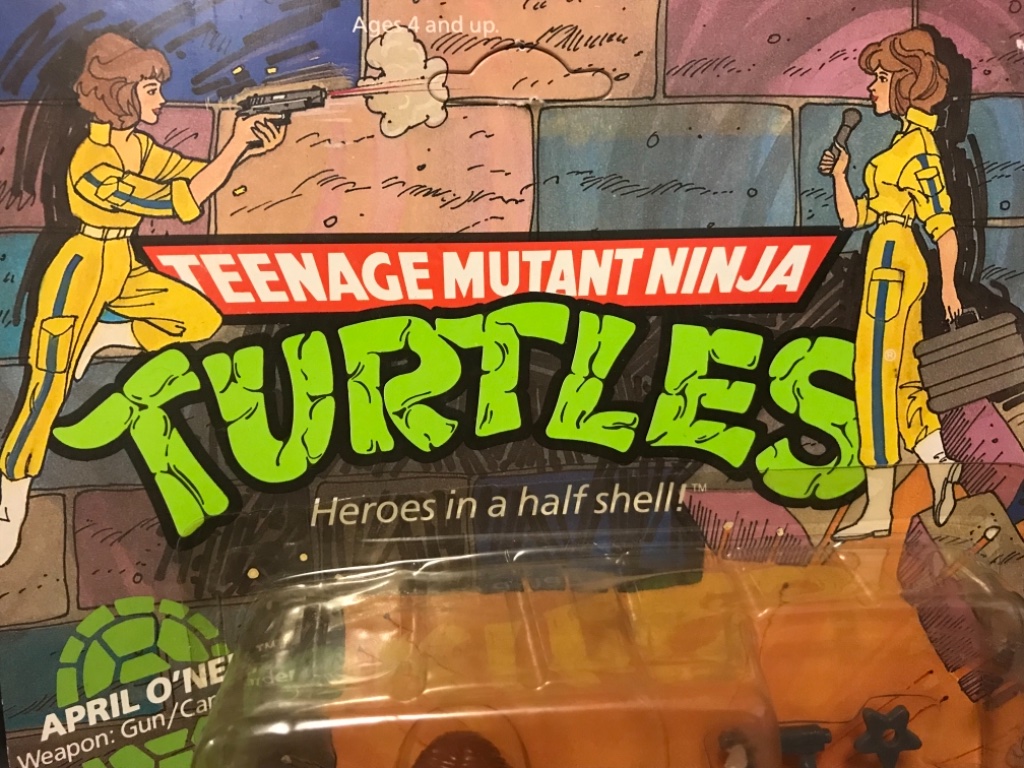 Ages 4 and up.
TEENAGE MUTANT NINJA
TURTLES®
Heroes in a half shell!™
APRIL O'NE
Weapon: Gun/Ca